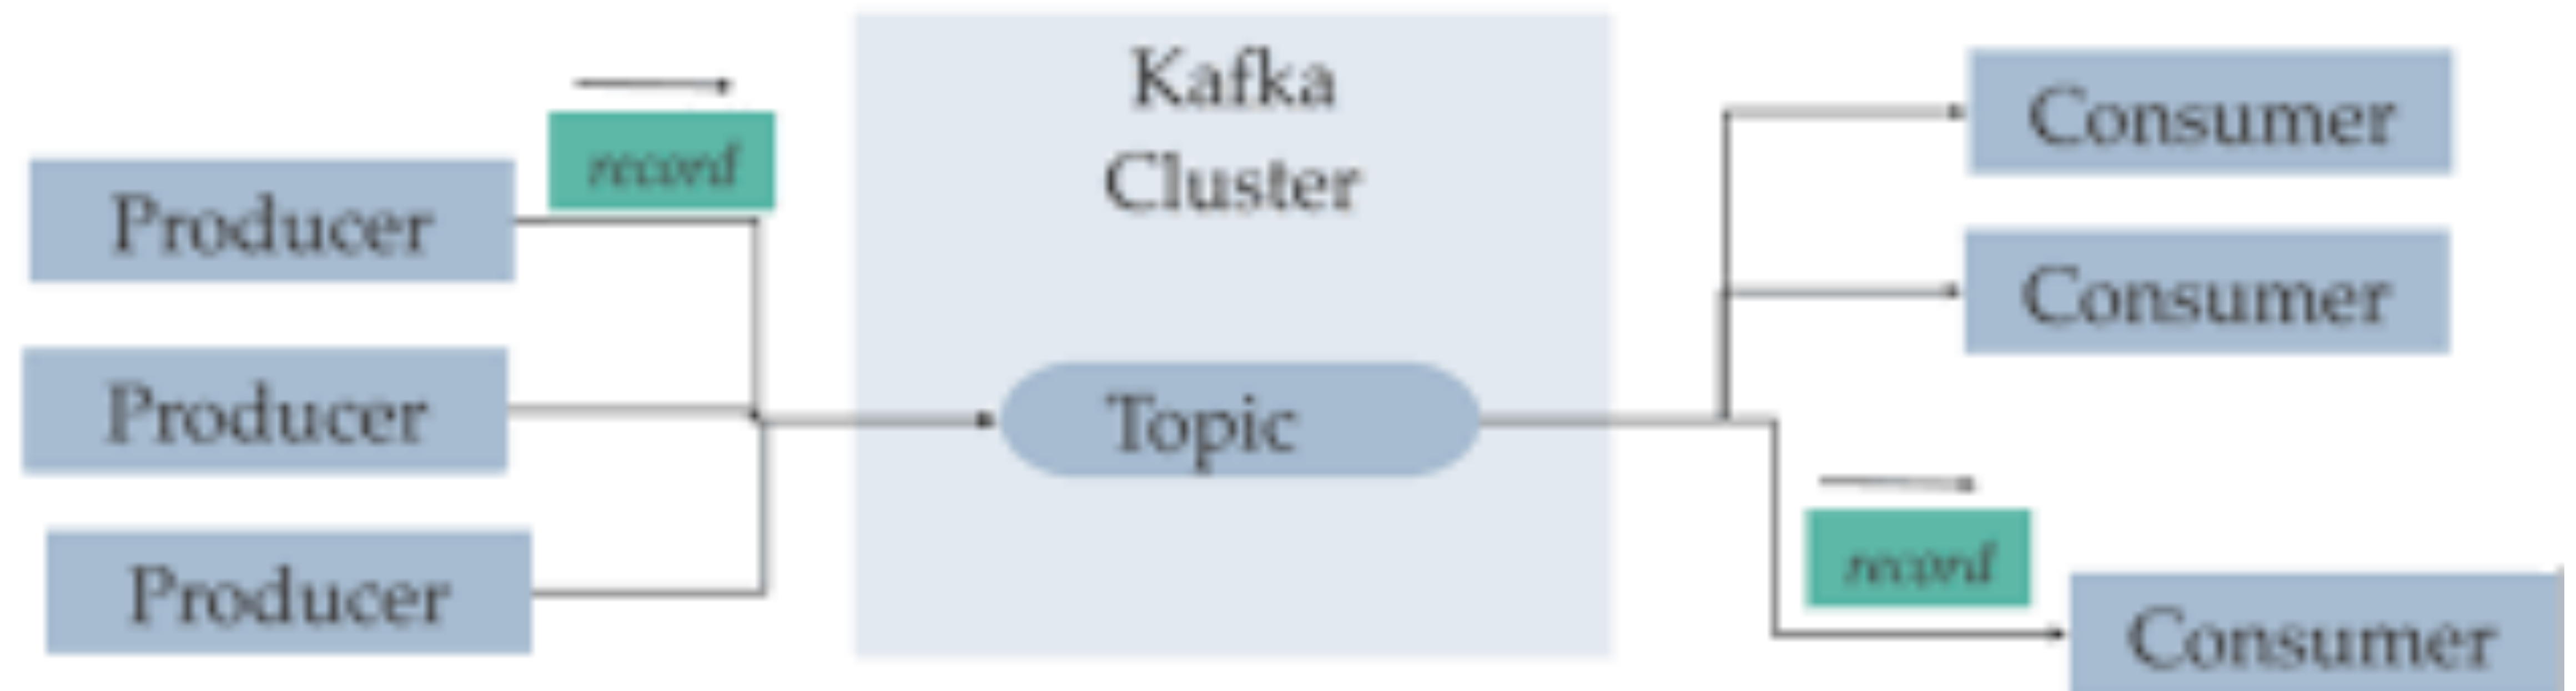 record
Producer
Producer
Producer
Kafka
Cluster
Topic
Consumer
Consumer
record
Consumer